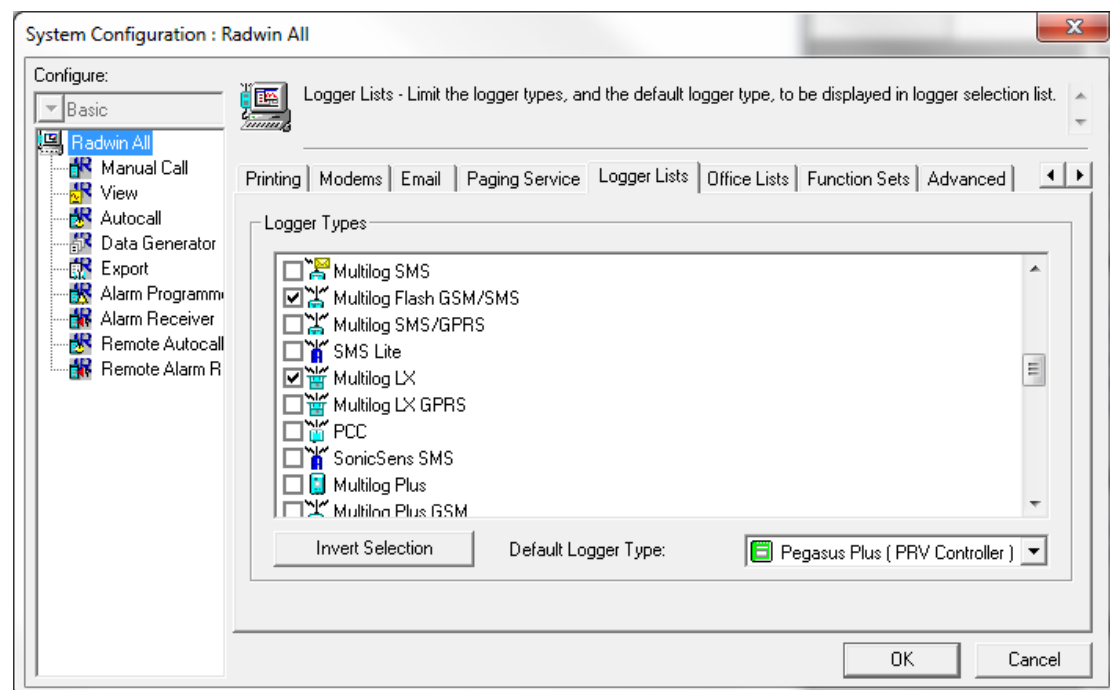 System Configuration : Radwin All
Configure:
Basic
Radwin All
Manual Call
View
Autocall
Data Generator
Export
Alarm Programm
Alarm Receiver
Remote Autocall
Remote Alarm R
Logger Lists - Limit the logger types, and the default logger type, to be displayed in logger selection list.
Printing Modems Email Paging Service Logger Lists Office Lists Function Sets Advanced
Logger Types
Multilog SMS
Multilog Flash GSM/SMS
Multilog SMS/GPRS
SMS Lite
Multilog LX
Multilog LX GPRS
PCC
SonicSens SMS
Multilog Plus
Multilog Plus GSM
Invert Selection Default Logger Type: Pegasus Plus ( PRV Controller )
OK Cancel